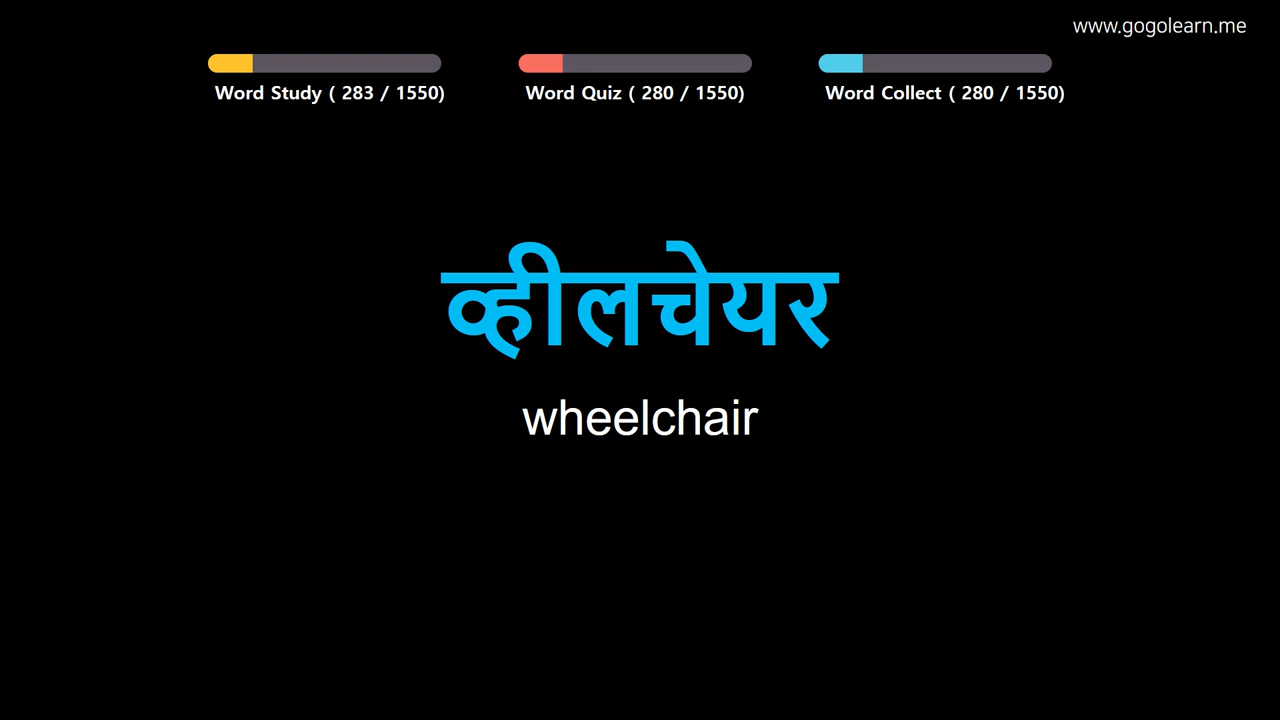 www.gogolearn.me
Word Study ( 283 / 1550)
Word Quiz ( 280 / 1550)
Word Collect ( 280 / 1550)
व्हीलचेयर
wheelchair